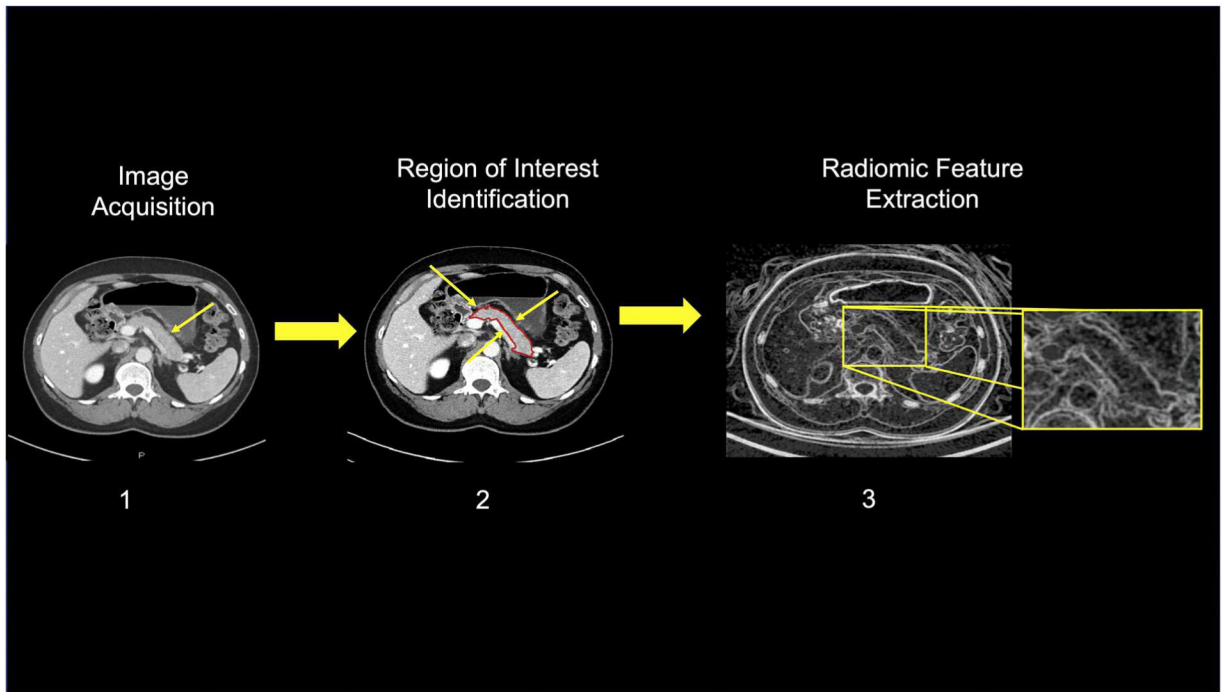 Image
Acquisition
Region of Interest
Identification
Radiomic Feature
Extraction
P
1
2
3